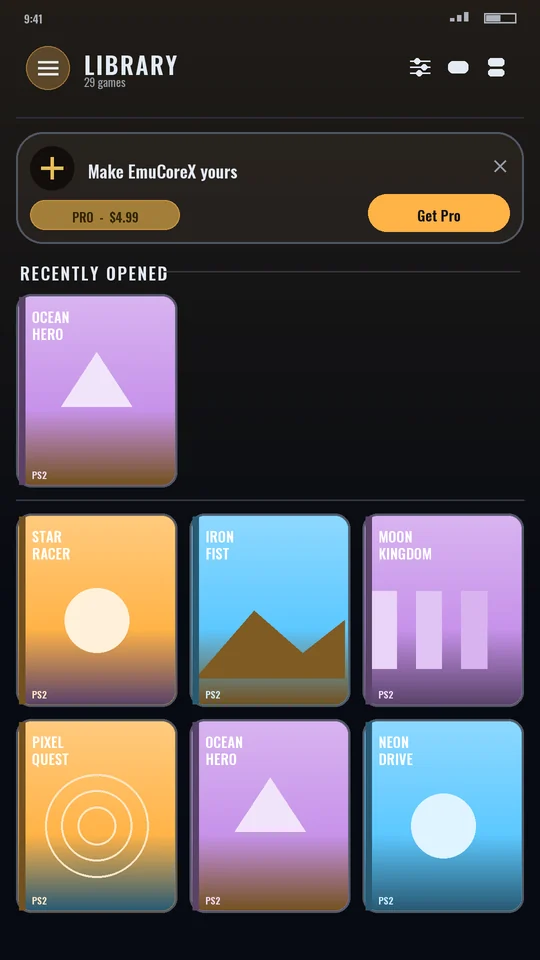 9:41
LIBRARY
29 games
Make EmuCoreX yours
PRO - $4.99
Get Pro
RECENTLY OPENED
OCEAN
HERO
PS2
STAR
RACER
PS2
IRON
FIST
PS2
MOON
KINGDOM
PS2
PIXEL
QUEST
PS2
OCEAN
HERO
PS2
NEON
DRIVE
PS2